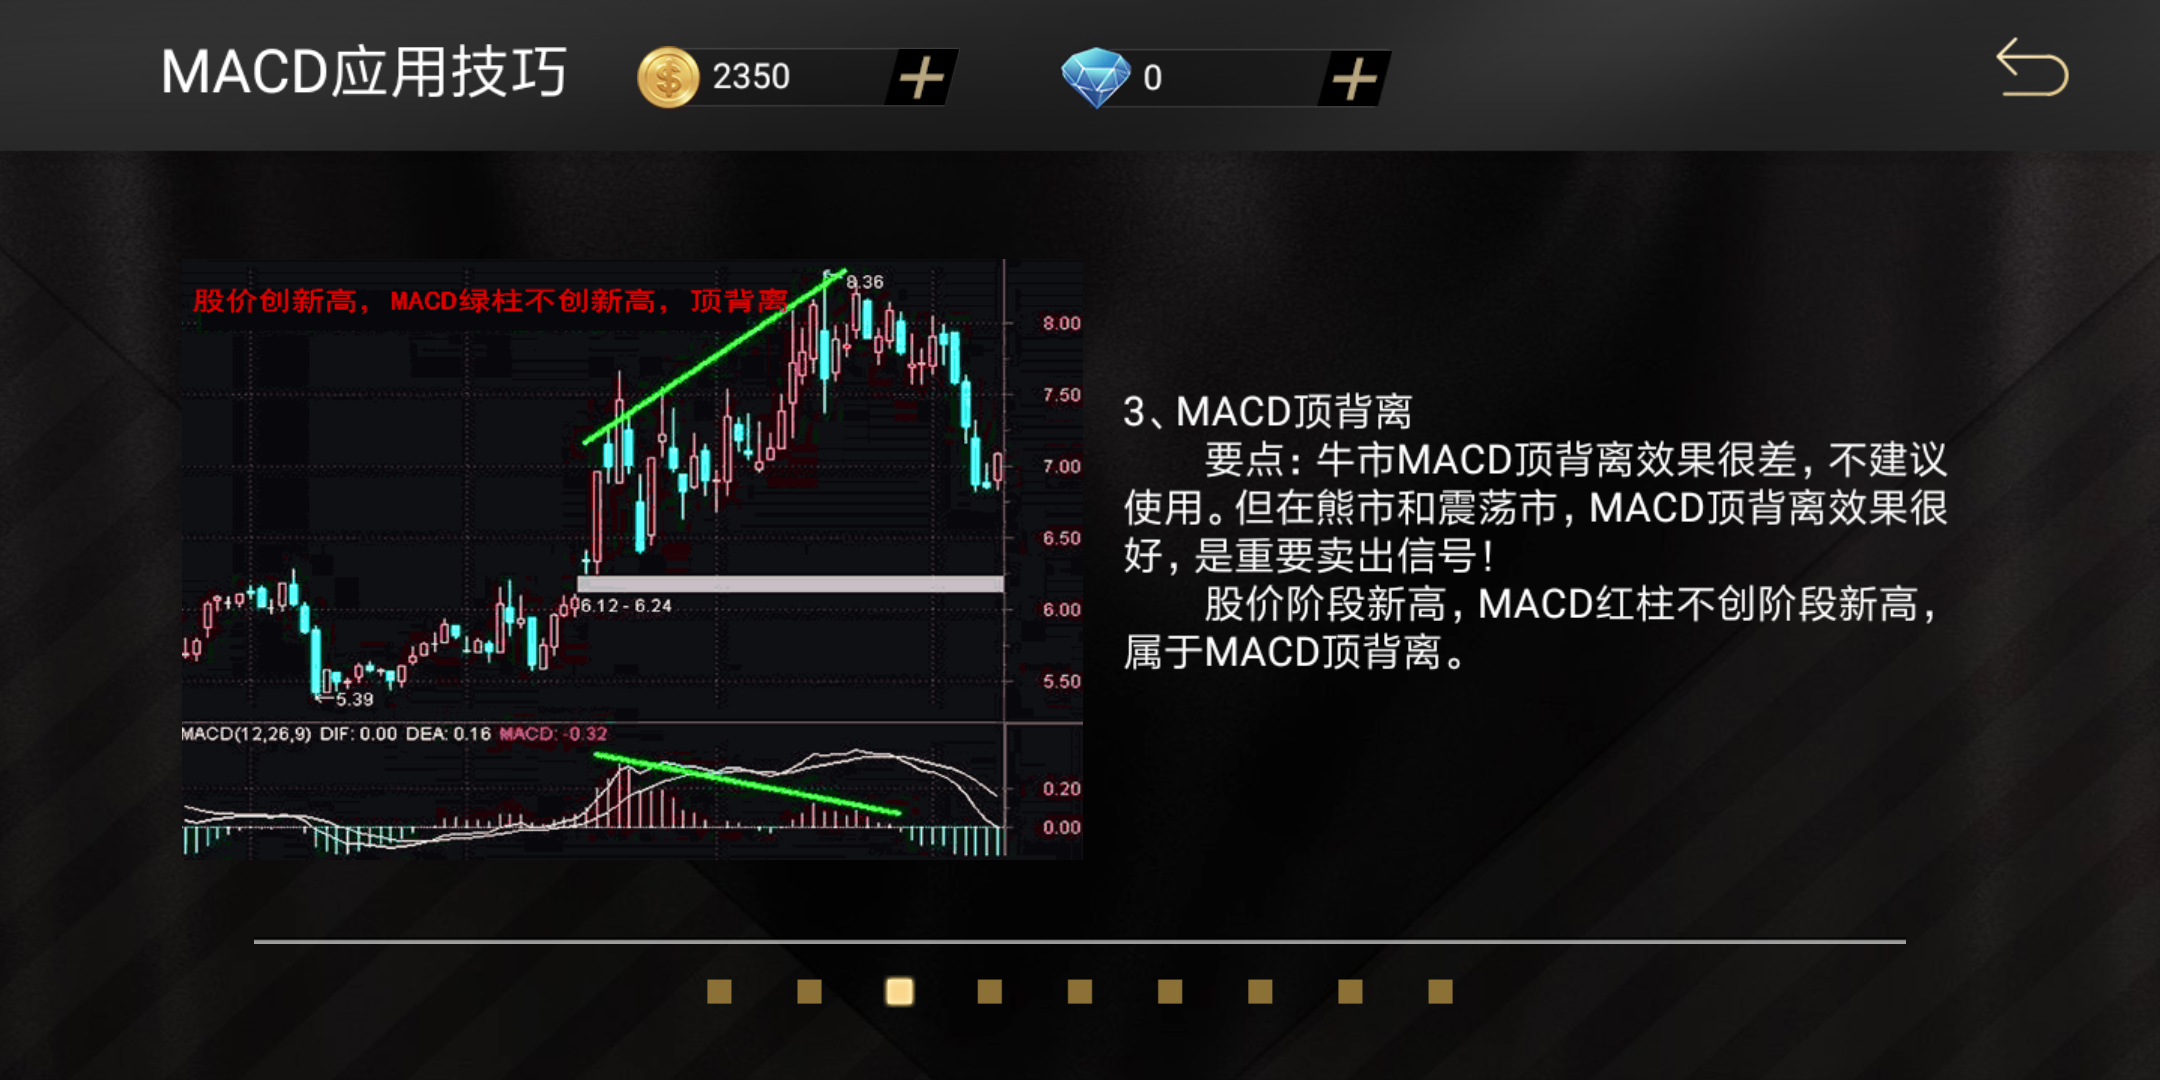 MACD应用技巧
2350
0
股价创新高，MACD绿柱不创新高，顶背离
8.36
8.00
7.50
7.00
6.50
6.12 - 6.24
6.00
5.50
5.39
MACD(12,26,9) DIF: 0.00 DEA: 0.16 MACD: -0.32
0.20
0.00
3、MACD顶背离
要点：牛市MACD顶背离效果很差，不建议
使用。但在熊市和震荡市，MACD顶背离效果很
好，是重要卖出信号！
股价阶段新高，MACD红柱不创阶段新高，
属于MACD顶背离。